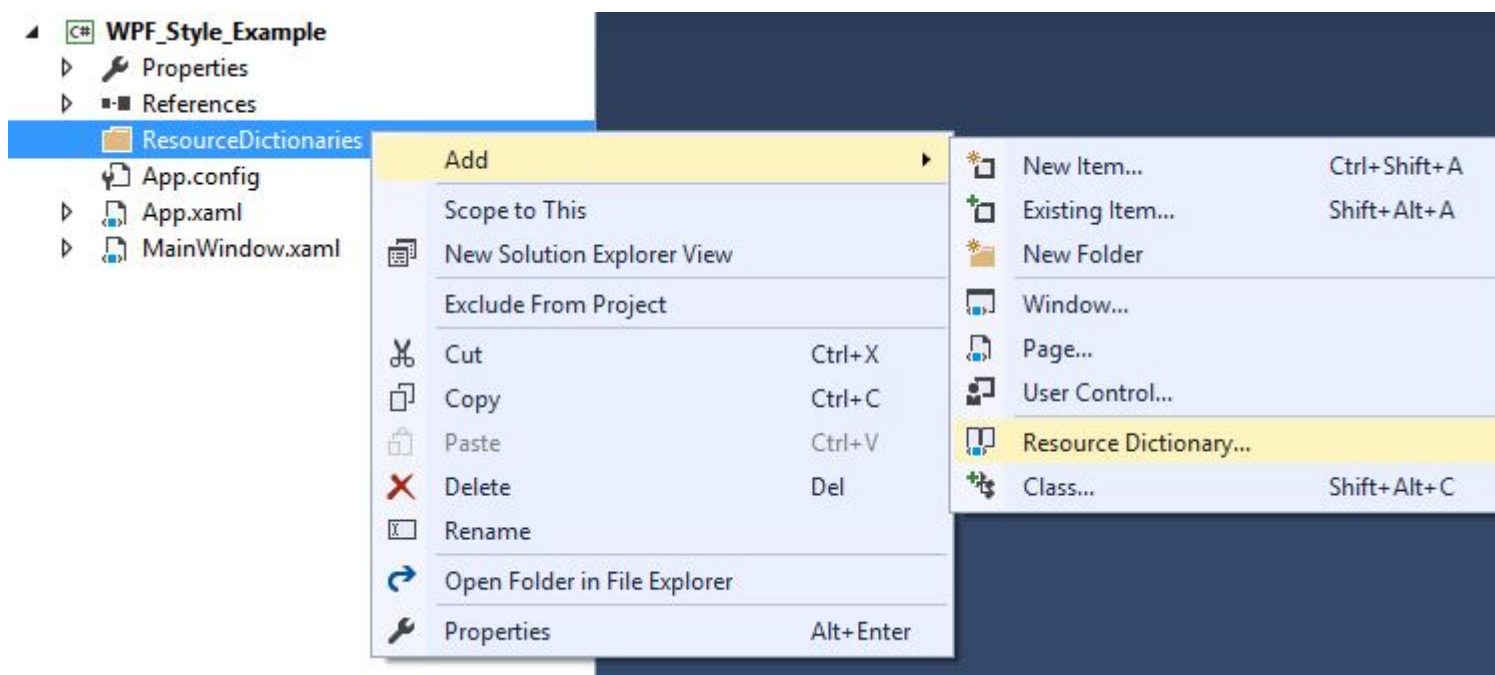 C# WPF_Style_Example
Properties
References
ResourceDictionaries
App.config
App.xaml
MainWindow.xaml
Add
Scope to This
New Solution Explorer View
Exclude From Project
Cut Ctrl+X
Copy Ctrl+C
Paste Ctrl+V
Delete Del
Rename
Open Folder in File Explorer
Properties Alt+Enter
New Item... Ctrl+Shift+A
Existing Item... Shift+Alt+A
New Folder
Window...
Page...
User Control...
Resource Dictionary...
Class... Shift+Alt+C